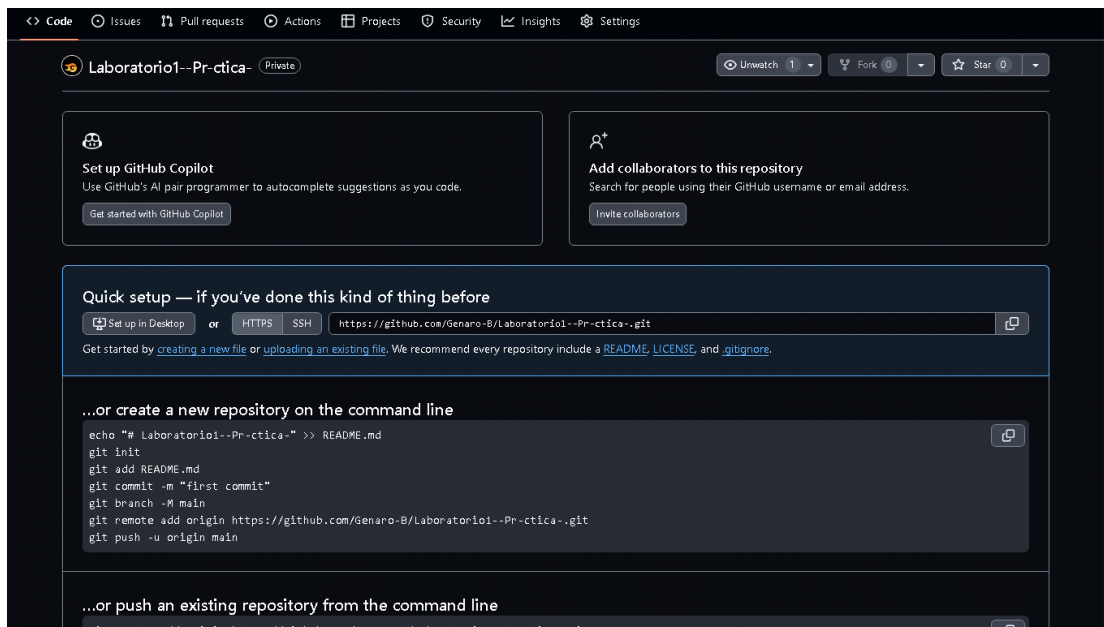 <> Code Issues Pull requests Actions Projects Security Insights Settings
Laboratorio1--Pr-ctica- Private Unwatch 1 Fork 0 Star 0
Set up GitHub Copilot
Use GitHub's AI pair programmer to autocomplete suggestions as you code.
Get started with GitHub Copilot
Add collaborators to this repository
Search for people using their GitHub username or email address.
Invite collaborators
Quick setup — if you've done this kind of thing before
Set up in Desktop or HTTPS SSH https://github.com/Genaro-B/Laboratorio1--Pr-ctica-.git
Get started by creating a new file or uploading an existing file. We recommend every repository include a README, LICENSE, and .gitignore.
...or create a new repository on the command line
echo "# Laboratorio1--Pr-ctica-" >> README.md
git init
git add README.md
git commit -m "first commit"
git branch -M main
git remote add origin https://github.com/Genaro-B/Laboratorio1--Pr-ctica-.git
git push -u origin main
...or push an existing repository from the command line